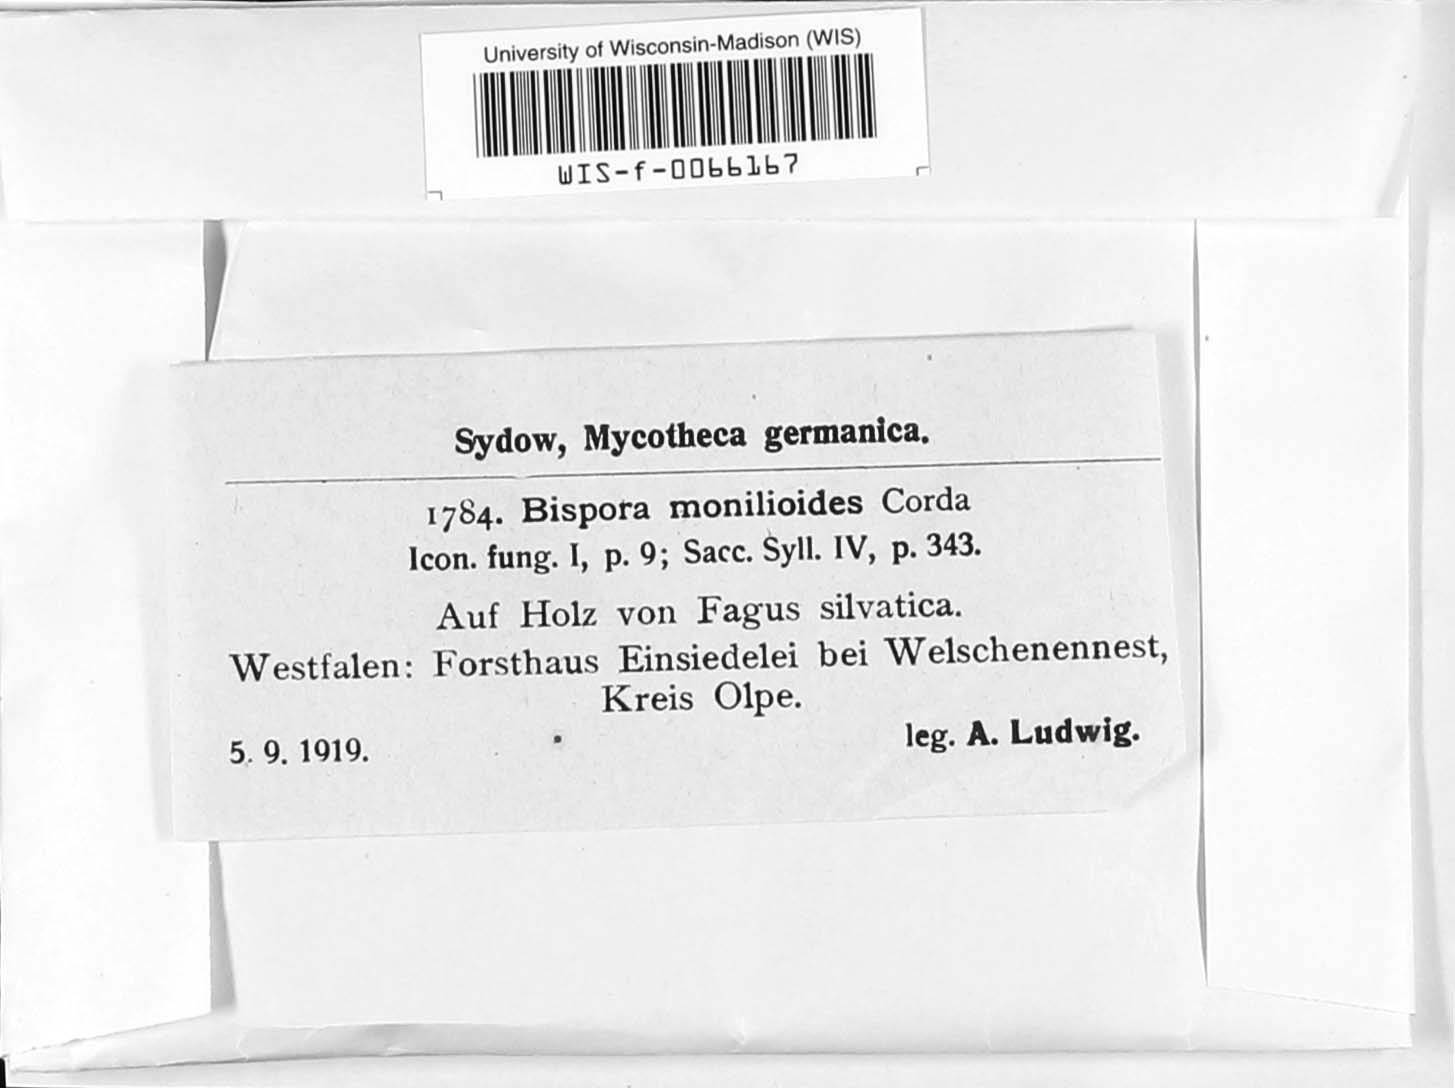 University of Wisconsin-Madison (WIS)
WIS-f-0066167
Sydow, Mycotheca germanica.
1784. Bispora monilioides Corda
Icon. fung. I, p. 9; Sacc. Syll. IV, p. 343.
Auf Holz von Fagus silvatica.
Westfalen: Forsthaus Einsiedelei bei Welschenennest,
Kreis Olpe.
5. 9. 1919.
leg. A. Ludwig.